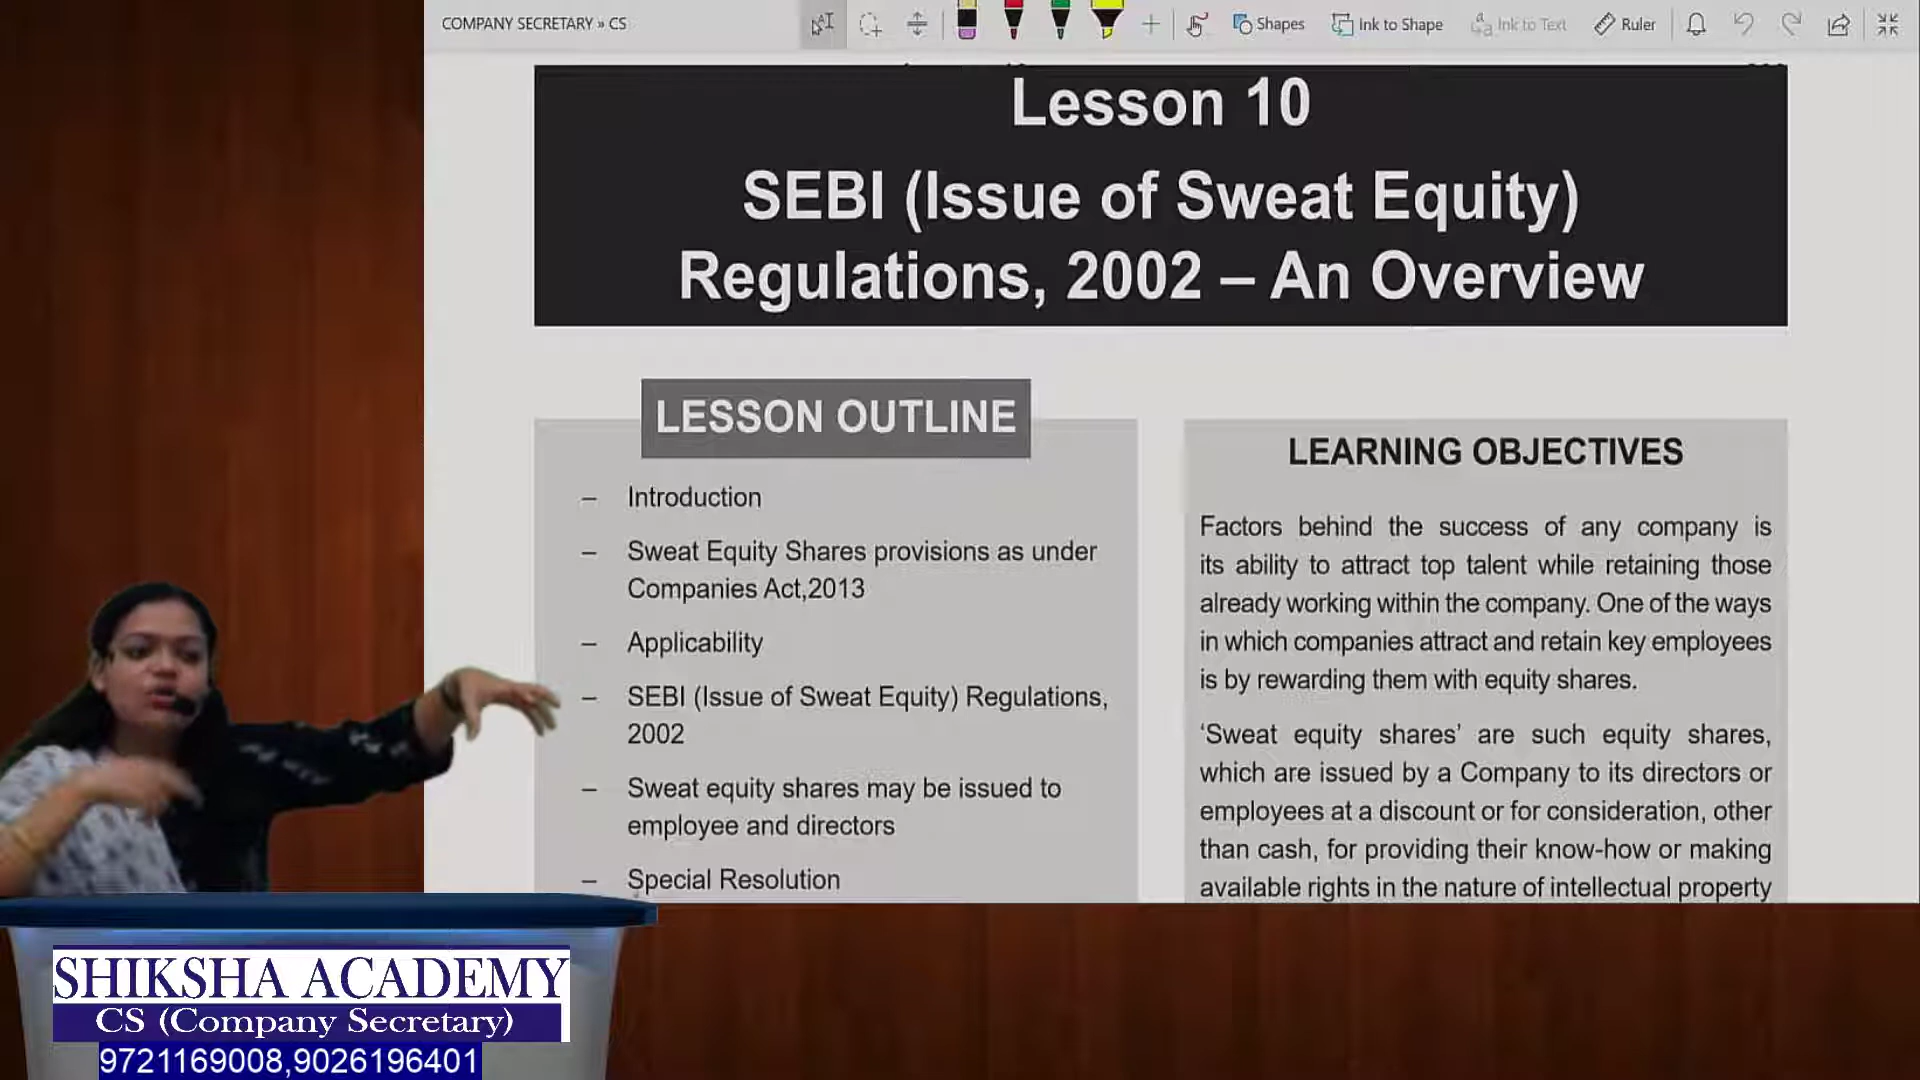 COMPANY SECRETARY » CS
Shapes
Ink to Shape
Ink to Text
Ruler
Lesson 10
SEBI (Issue of Sweat Equity)
Regulations, 2002 – An Overview
LESSON OUTLINE
– Introduction
– Sweat Equity Shares provisions as under
Companies Act,2013
– Applicability
– SEBI (Issue of Sweat Equity) Regulations,
2002
– Sweat equity shares may be issued to
employee and directors
– Special Resolution
LEARNING OBJECTIVES
Factors behind the success of any company is
its ability to attract top talent while retaining those
already working within the company. One of the ways
in which companies attract and retain key employees
is by rewarding them with equity shares.
‘Sweat equity shares’ are such equity shares,
which are issued by a Company to its directors or
employees at a discount or for consideration, other
than cash, for providing their know-how or making
available rights in the nature of intellectual property
SHIKSHA ACADEMY
CS (Company Secretary)
9721169008,9026196401